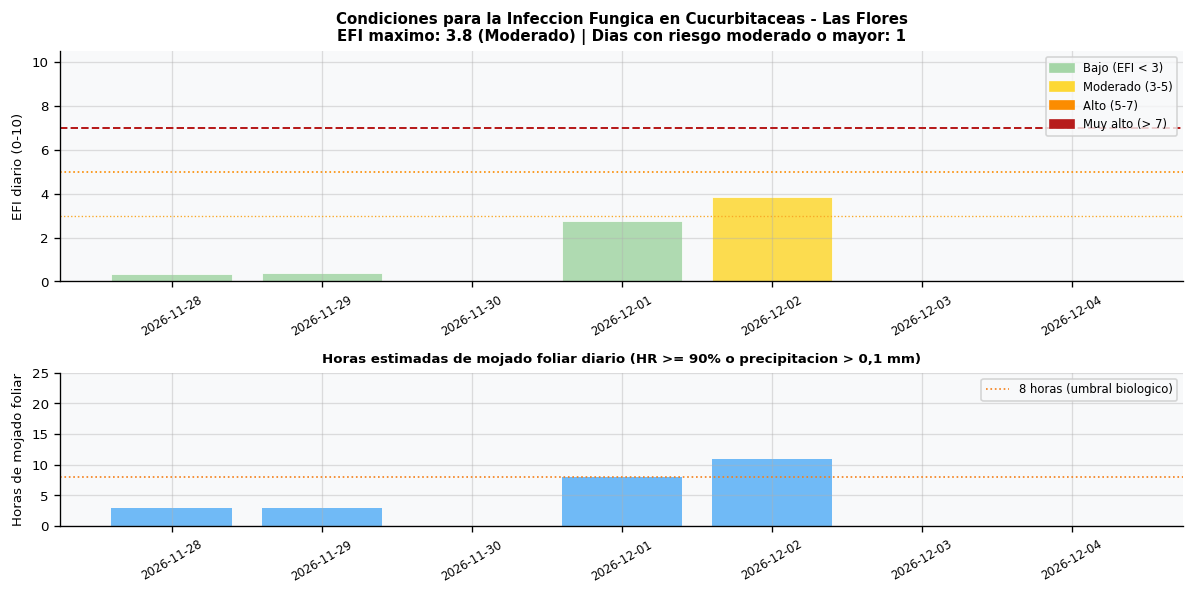 Condiciones para la Infeccion Fungica en Cucurbitaceas - Las Flores
EFI maximo: 3.8 (Moderado) | Dias con riesgo moderado o mayor: 1
EFI diario (0-10)
10
8
6
4
2
0
Bajo (EFI < 3)
Moderado (3-5)
Alto (5-7)
Muy alto (> 7)
2026-11-28
2026-11-29
2026-11-30
2026-12-01
2026-12-02
2026-12-03
2026-12-04
Horas estimadas de mojado foliar diario (HR >= 90% o precipitacion > 0,1 mm)
Horas de mojado foliar
25
20
15
10
5
0
8 horas (umbral biologico)
2026-11-28
2026-11-29
2026-11-30
2026-12-01
2026-12-02
2026-12-03
2026-12-04